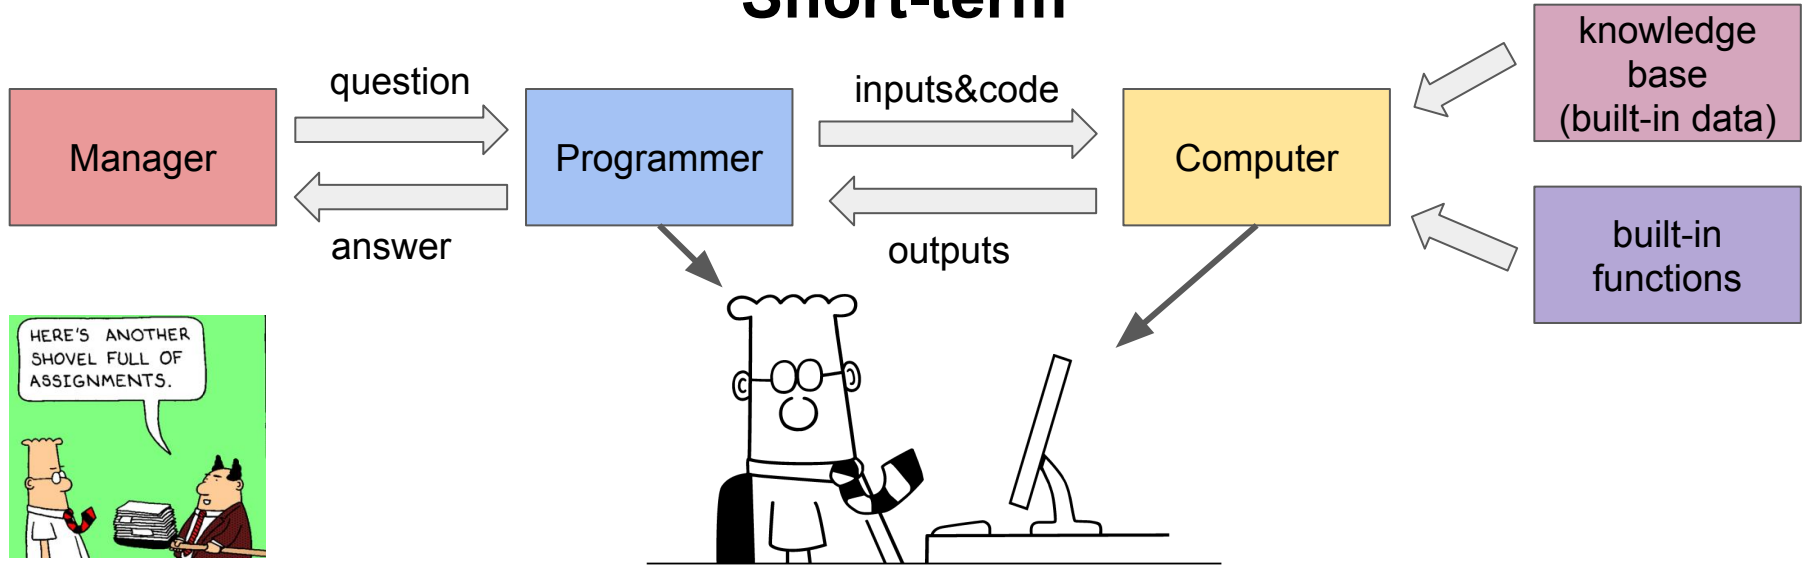 Short-term
question
inputs&code
knowledge
base
(built-in data)
Manager
Programmer
Computer
answer
outputs
built-in
functions
HERE'S ANOTHER
SHOVEL FULL OF
ASSIGNMENTS.